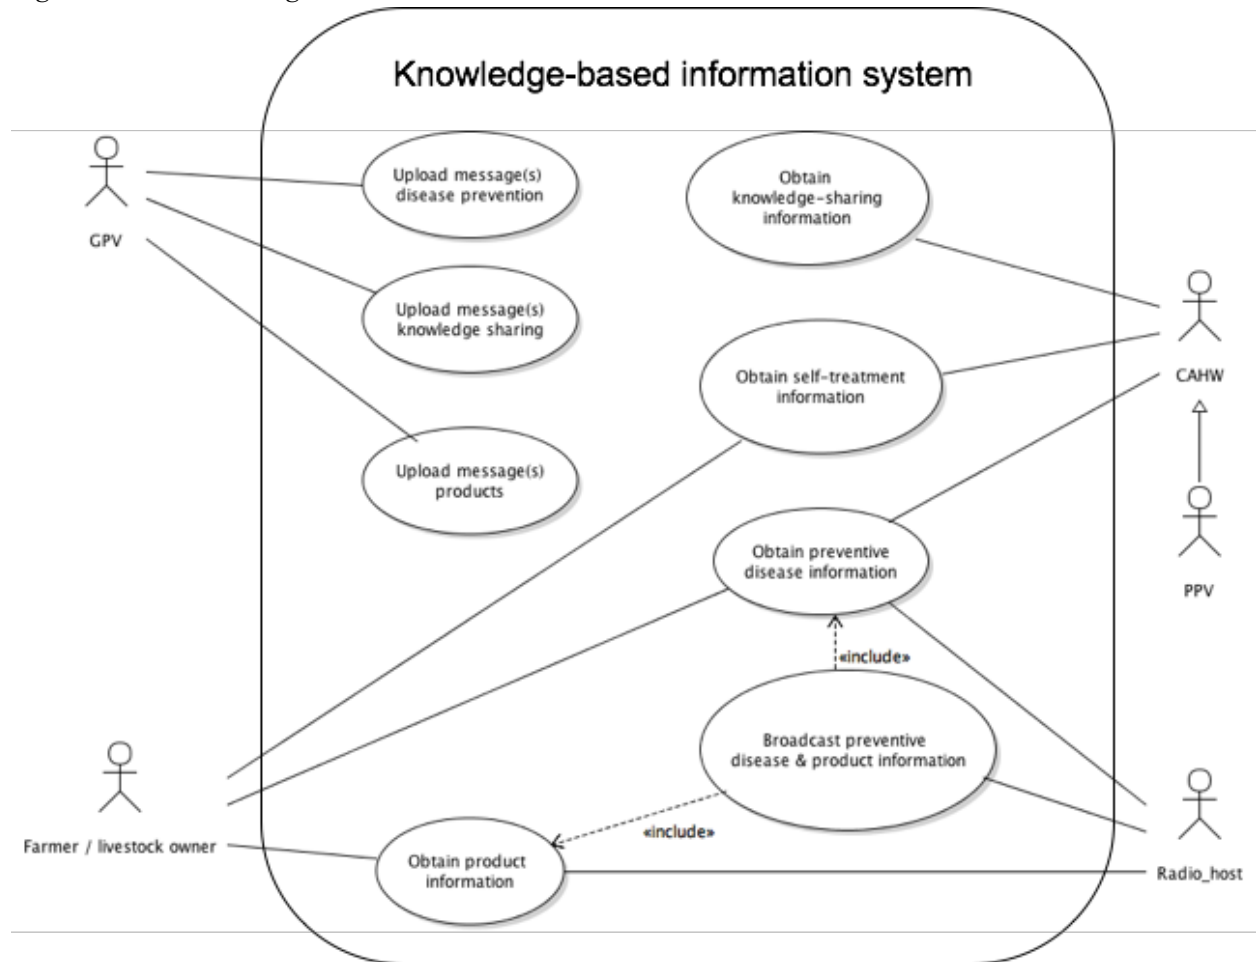 Knowledge-based information system
GPV
Upload message(s)
disease prevention
Upload message(s)
knowledge sharing
Upload message(s)
products
Obtain
knowledge-sharing
information
Obtain self-treatment
information
CAHW
Obtain preventive
disease information
PPV
«include»
Broadcast preventive
disease & product information
«include»
Farmer / livestock owner
Obtain product
information
Radio_host